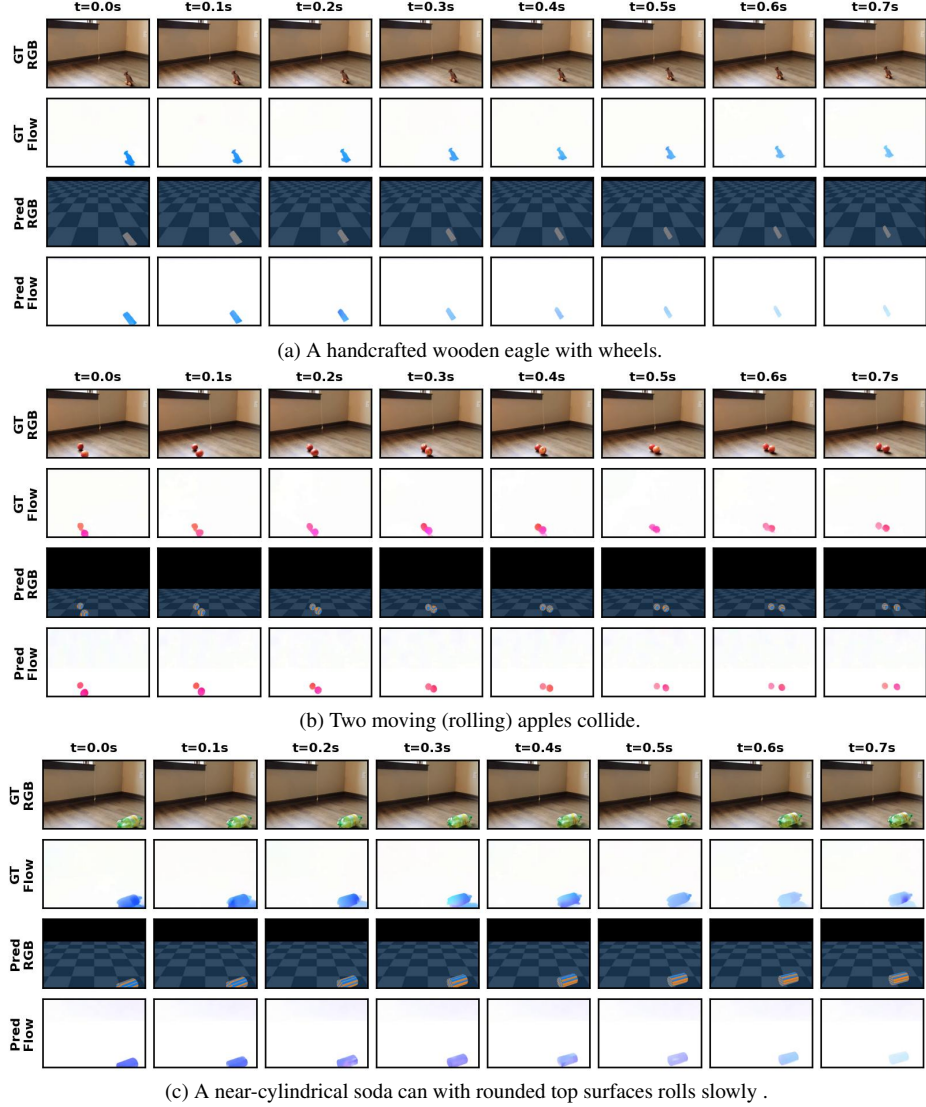 t=0.0s t=0.1s t=0.2s t=0.3s t=0.4s t=0.5s t=0.6s t=0.7s
GT RGB
GT Flow
Pred RGB
Pred Flow
(a) A handcrafted wooden eagle with wheels.
t=0.0s t=0.1s t=0.2s t=0.3s t=0.4s t=0.5s t=0.6s t=0.7s
GT RGB
GT Flow
Pred RGB
Pred Flow
(b) Two moving (rolling) apples collide.
t=0.0s t=0.1s t=0.2s t=0.3s t=0.4s t=0.5s t=0.6s t=0.7s
GT RGB
GT Flow
Pred RGB
Pred Flow
(c) A near-cylindrical soda can with rounded top surfaces rolls slowly .